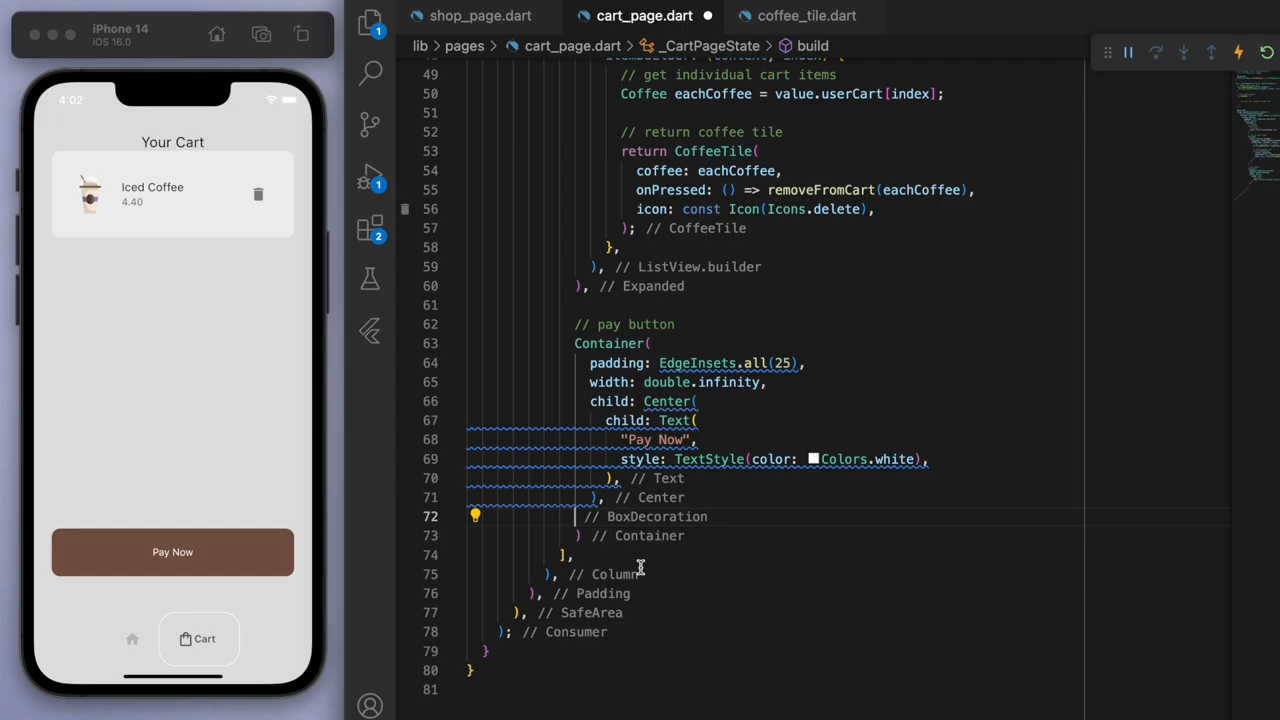 iPhone 14
iOS 16.0
4:02
Your Cart
Iced Coffee
4.40
Pay Now
Cart
1
1
2
shop_page.dart
cart_page.dart
coffee_tile.dart
lib > pages > cart_page.dart > _CartPageState > build
49 // get individual cart items
50 Coffee eachCoffee = value.userCart[index];
51
52 // return coffee tile
53 return CoffeeTile(
54 coffee: eachCoffee,
55 onPressed: () => removeFromCart(eachCoffee),
56 icon: const Icon(Icons.delete),
57 ); // CoffeeTile
58 },
59 ), // ListView.builder
60 ), // Expanded
61
62 // pay button
63 Container(
64 padding: EdgeInsets.all(25),
65 width: double.infinity,
66 child: Center(
67 child: Text(
68 "Pay Now",
69 style: TextStyle(color: Colors.white),
70 ), // Text
71 ), // Center
72 // BoxDecoration
73 ) // Container
74 ],
75 ), // Column
76 ), // Padding
77 ), // SafeArea
78 ); // Consumer
79 }
80 }
81